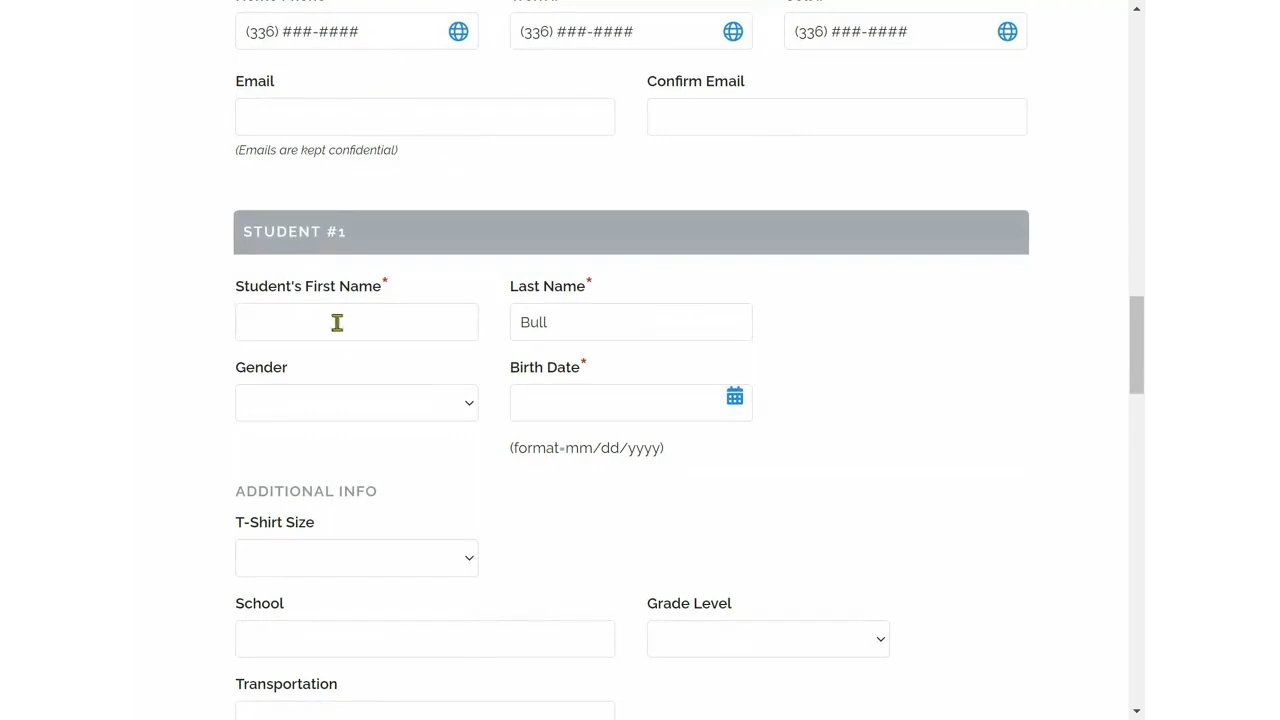 (336) ###-#### (336) ###-#### (336) ###-####
Email Confirm Email
(Emails are kept confidential)
STUDENT #1
Student's First Name* Last Name*
Bull
Gender Birth Date*
(format=mm/dd/yyyy)
ADDITIONAL INFO
T-Shirt Size
School Grade Level
Transportation